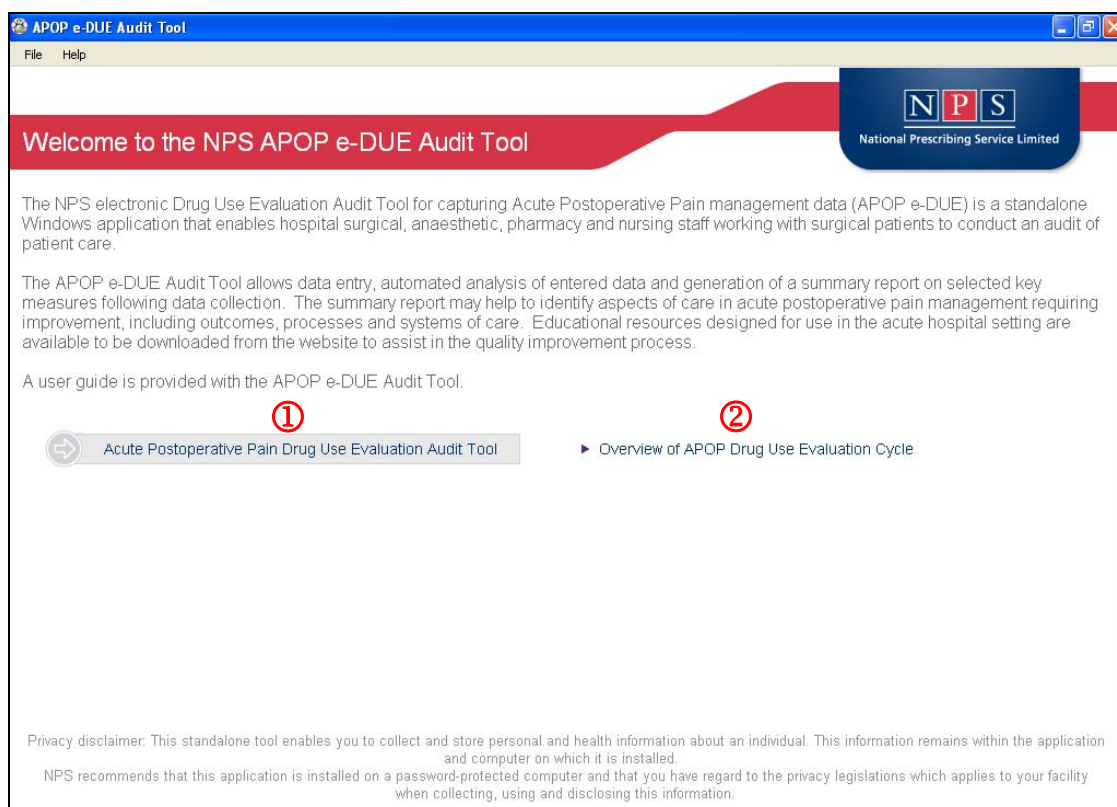 APOP e-DUE Audit Tool
File Help
N P S
National Prescribing Service Limited
Welcome to the NPS APOP e-DUE Audit Tool
The NPS electronic Drug Use Evaluation Audit Tool for capturing Acute Postoperative Pain management data (APOP e-DUE) is a standalone
Windows application that enables hospital surgical, anaesthetic, pharmacy and nursing staff working with surgical patients to conduct an audit of
patient care.
The APOP e-DUE Audit Tool allows data entry, automated analysis of entered data and generation of a summary report on selected key
measures following data collection. The summary report may help to identify aspects of care in acute postoperative pain management requiring
improvement, including outcomes, processes and systems of care. Educational resources designed for use in the acute hospital setting are
available to be downloaded from the website to assist in the quality improvement process.
A user guide is provided with the APOP e-DUE Audit Tool.
① ②
Acute Postoperative Pain Drug Use Evaluation Audit Tool
Overview of APOP Drug Use Evaluation Cycle
Privacy disclaimer: This standalone tool enables you to collect and store personal and health information about an individual. This information remains within the application
and computer on which it is installed.
NPS recommends that this application is installed on a password-protected computer and that you have regard to the privacy legislations which applies to your facility
when collecting, using and disclosing this information.